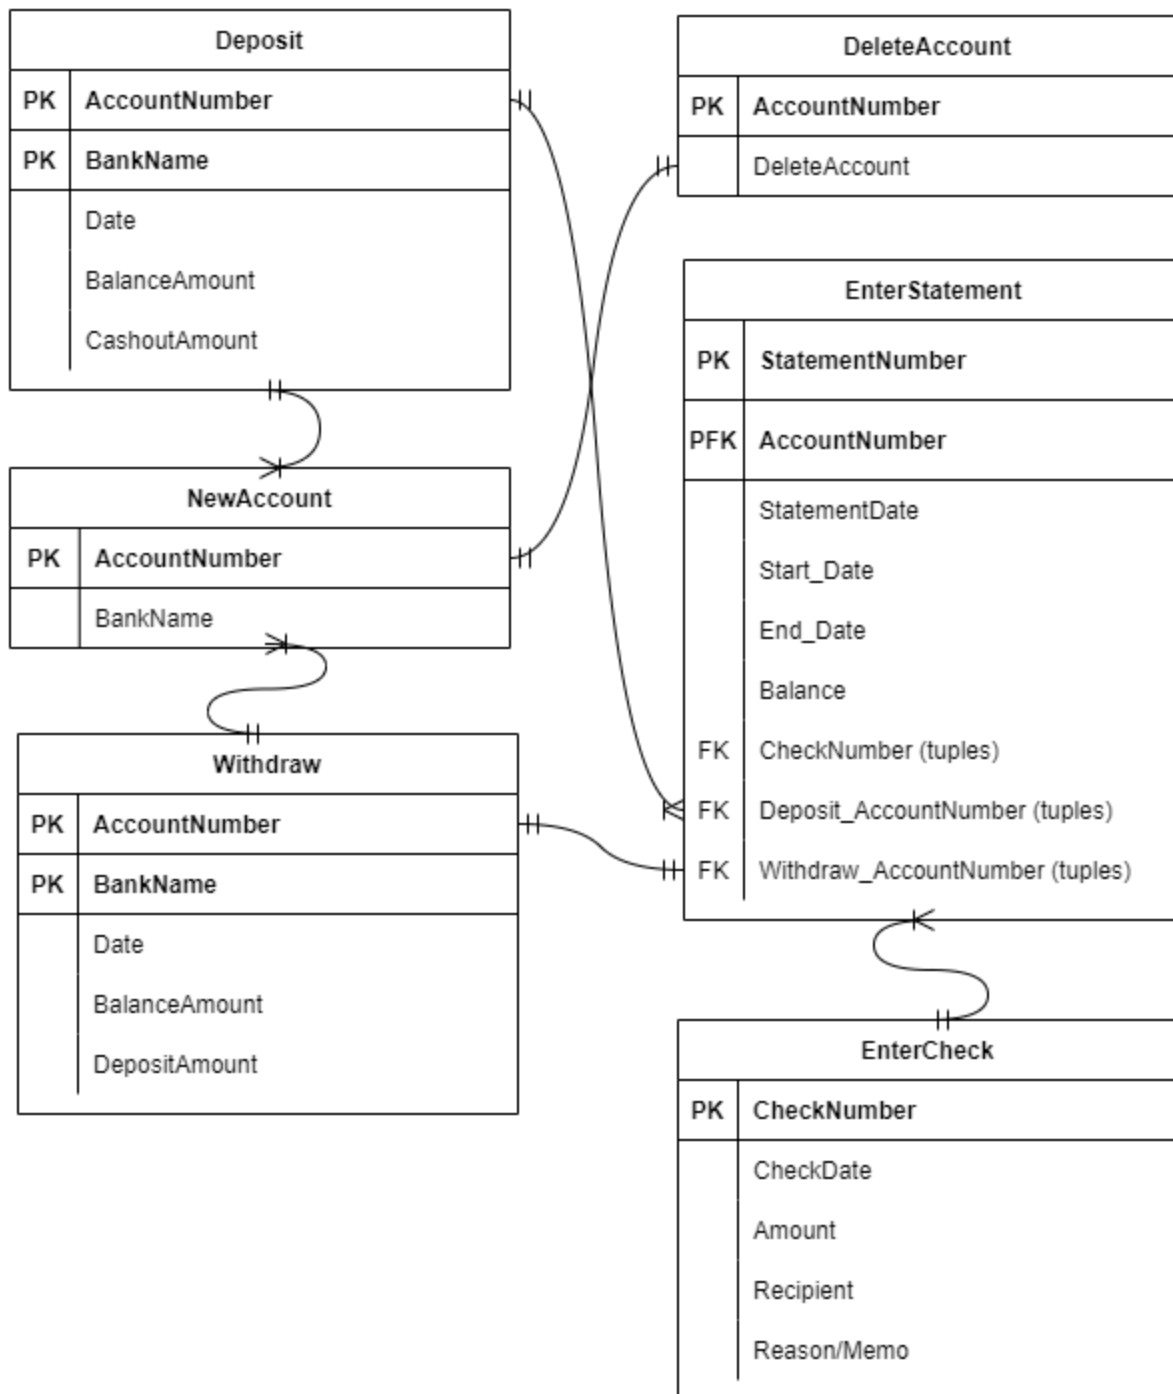 Deposit
PK AccountNumber
PK BankName
Date
BalanceAmount
CashoutAmount
NewAccount
PK AccountNumber
BankName
Withdraw
PK AccountNumber
PK BankName
Date
BalanceAmount
DepositAmount
DeleteAccount
PK AccountNumber
DeleteAccount
EnterStatement
PK StatementNumber
PFK AccountNumber
StatementDate
Start_Date
End_Date
Balance
FK CheckNumber (tuples)
FK Deposit_AccountNumber (tuples)
FK Withdraw_AccountNumber (tuples)
EnterCheck
PK CheckNumber
CheckDate
Amount
Recipient
Reason/Memo